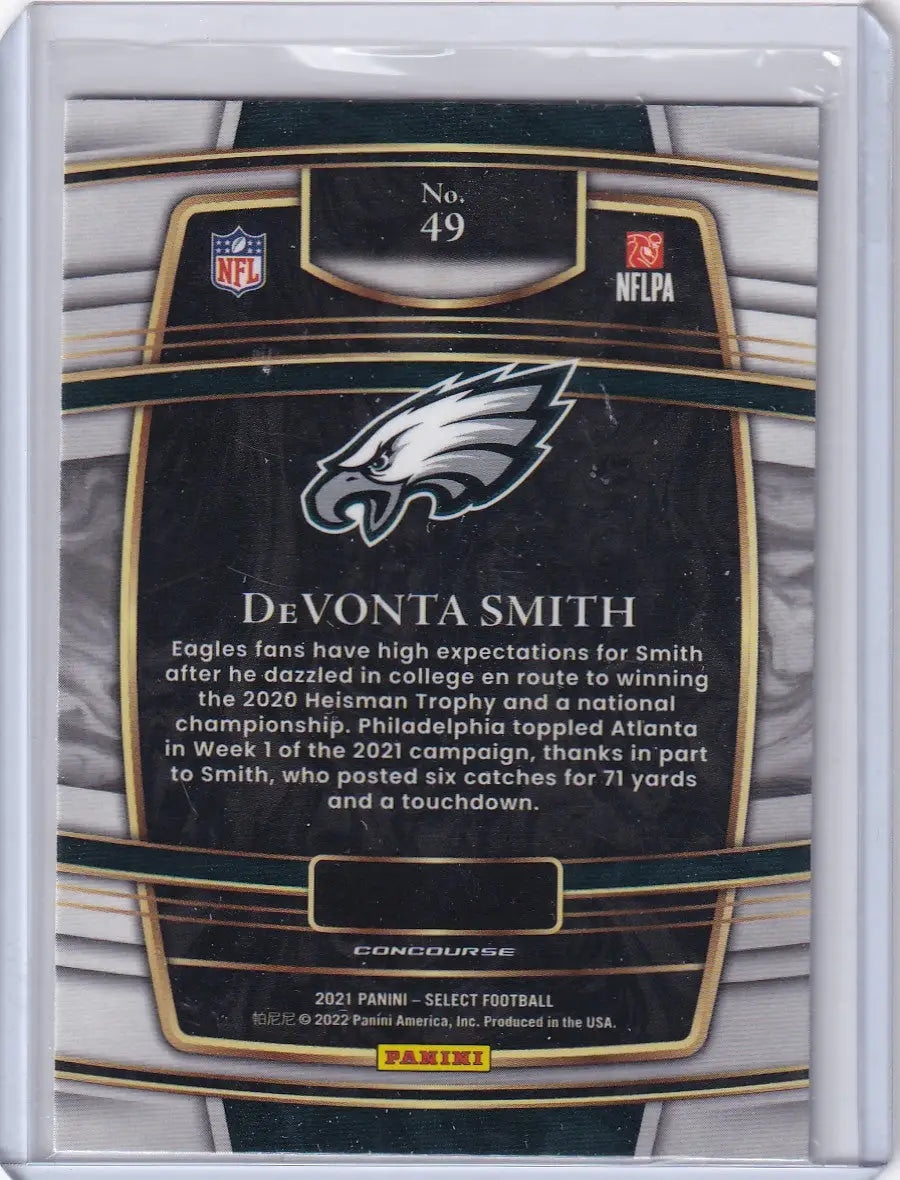 No.
49
NFL
NFLPA
DeVONTA SMITH
Eagles fans have high expectations for Smith
after he dazzled in college en route to winning
the 2020 Heisman Trophy and a national
championship. Philadelphia toppled Atlanta
in Week 1 of the 2021 campaign, thanks in part
to Smith, who posted six catches for 71 yards
and a touchdown.
CONCOURSE
2021 PANINI – SELECT FOOTBALL
帕尼尼 © 2022 Panini America, Inc. Produced in the USA.
PANINI